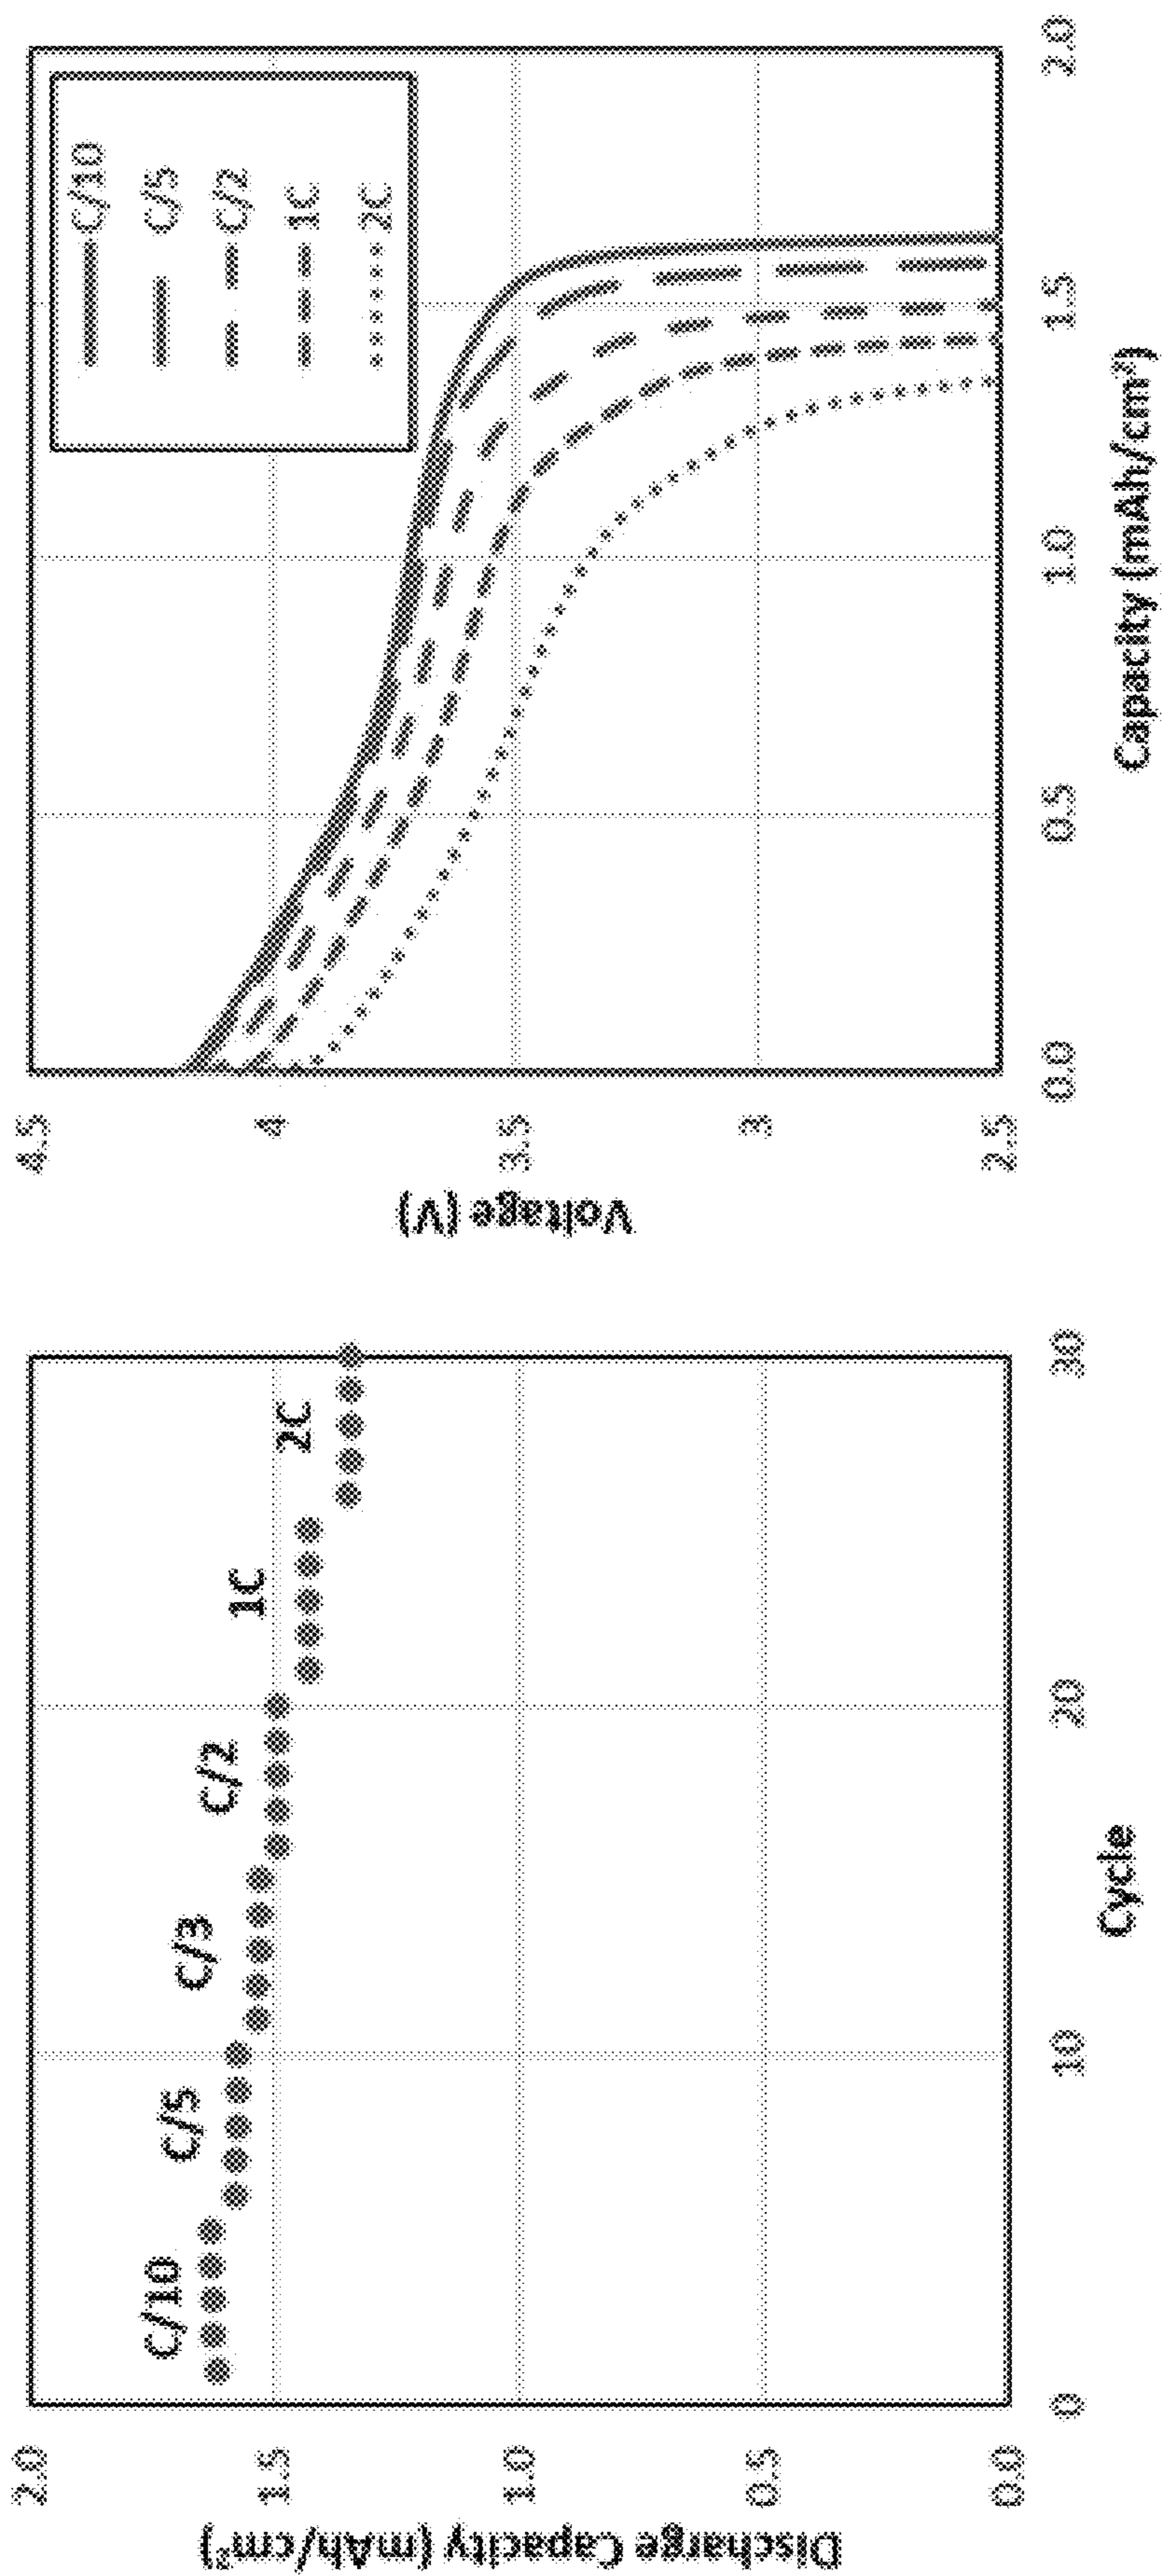 Discharge Capacity (mAh/cm²)
2.0
1.5
1.0
0.5
0.0
C/10
C/5
C/3
C/2
1C
2C
0
10
20
30
Cycle
Voltage (V)
4.5
4
3.5
3
2.5
C/10
C/5
C/2
1C
2C
0.0
0.5
1.0
1.5
2.0
Capacity (mAh/cm²)